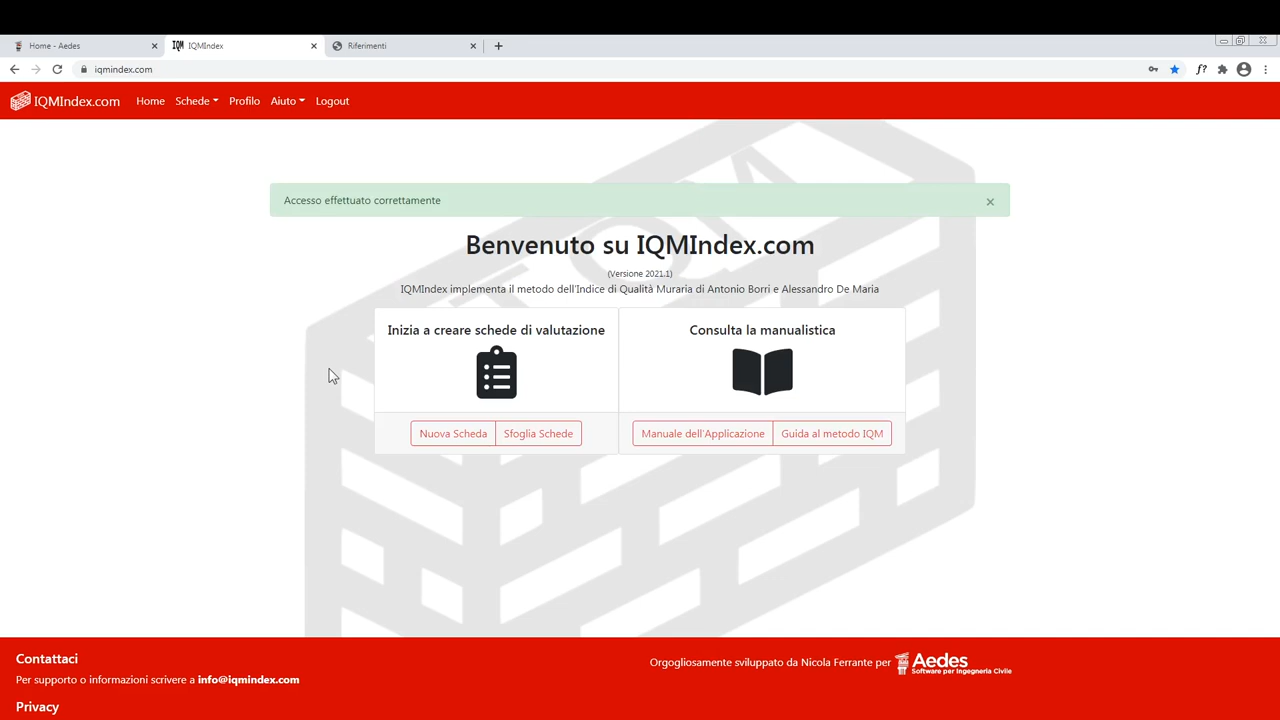 Home - Aedes
IQM IQMIndex
Riferimenti
iqmindex.com
f?
IQMIndex.com Home Schede Profilo Aiuto Logout
Accesso effettuato correttamente
Benvenuto su IQMIndex.com
(Versione 2021.1)
IQMIndex implementa il metodo dell'Indice di Qualità Muraria di Antonio Borri e Alessandro De Maria
Inizia a creare schede di valutazione
Consulta la manualistica
Nuova Scheda Sfoglia Schede
Manuale dell'Applicazione Guida al metodo IQM
IQM
Contattaci
Per supporto o informazioni scrivere a info@iqmindex.com
Privacy
Orgogliosamente sviluppato da Nicola Ferrante per
Aedes
Software per Ingegneria Civile